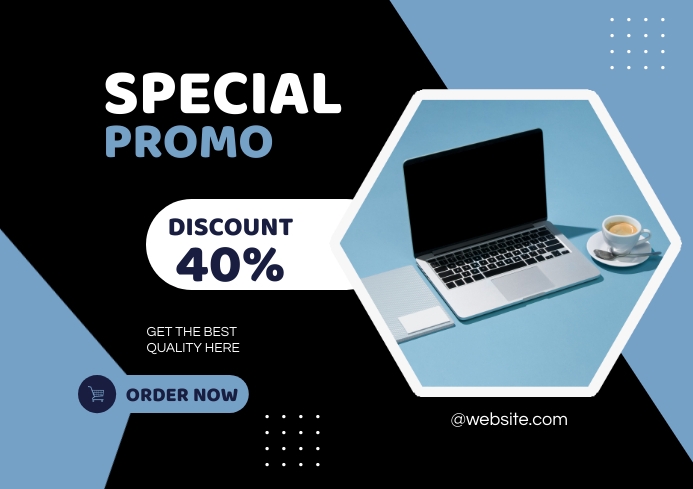 SPECIAL
PROMO
DISCOUNT
40%
GET THE BEST
QUALITY HERE
ORDER NOW
@website.com